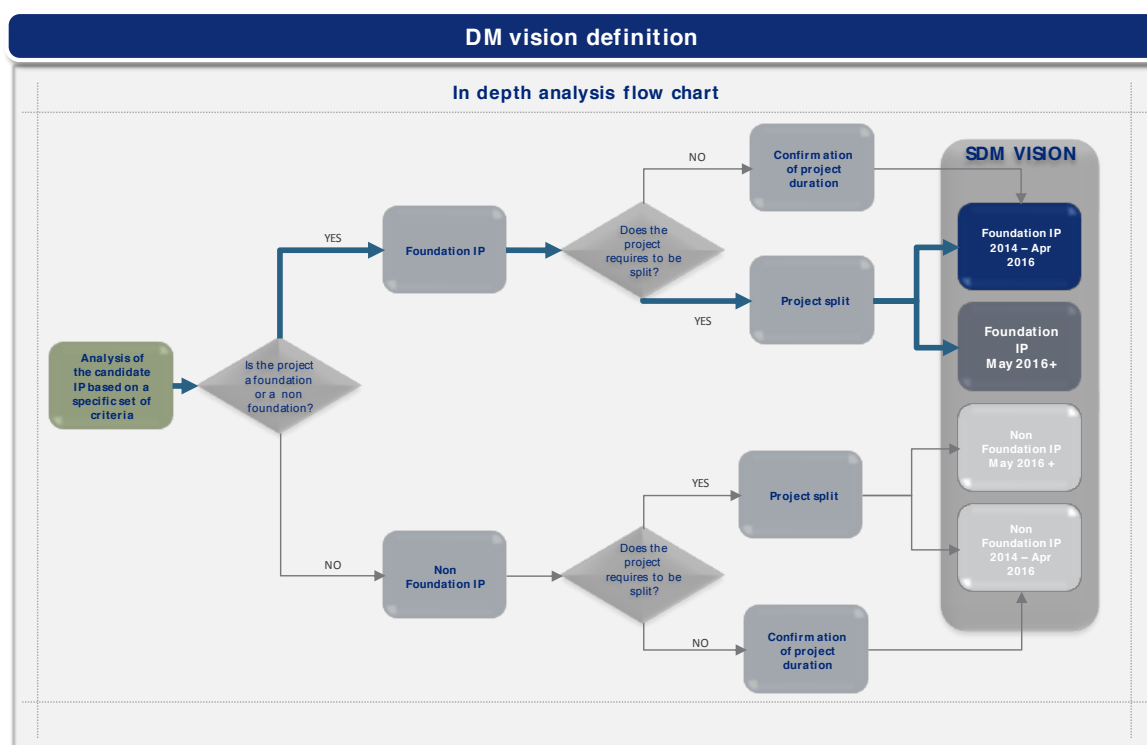 DM vision definition
In depth analysis flow chart
NO
Confirmation
of project
duration
SDM VISION
YES
Foundation IP
Does the
project
requires to be
split?
Foundation IP
2014 – Apr
2016
Project split
YES
Foundation
IP
May 2016+
Analysis of
the candidate
IP based on a
specific set of
criteria
Is the project
a foundation
or a non
foundation?
Non
Foundation IP
May 2016 +
YES
Project split
Non
Foundation IP
2014 – Apr
2016
NO
Non
Foundation IP
Does the
project
requires to be
split?
NO
Confirmation
of project
duration